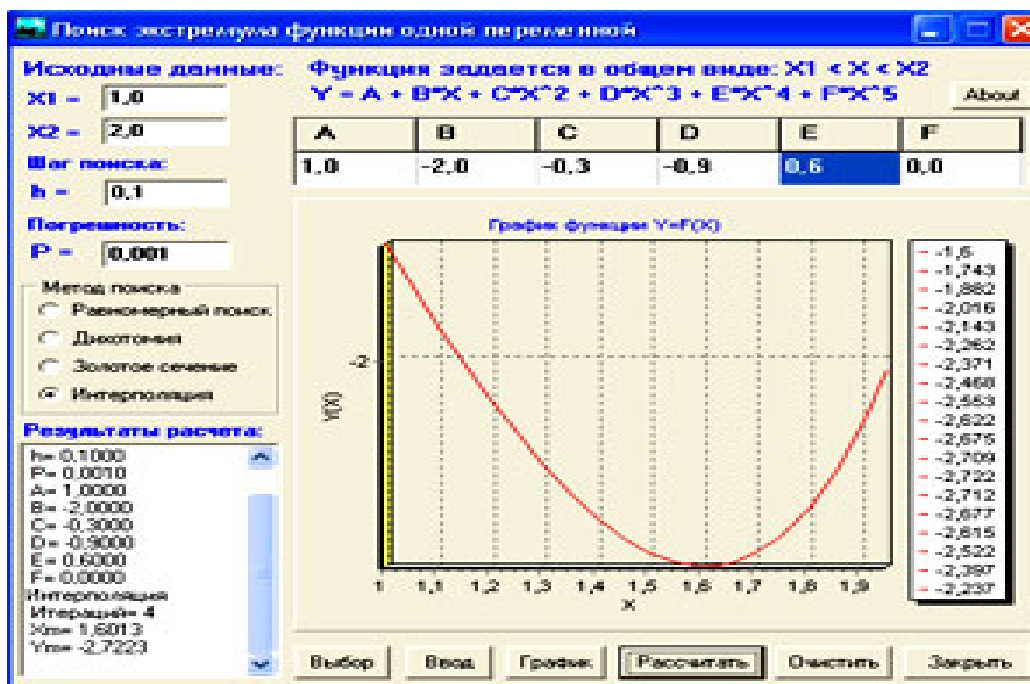 Поиск экстремума функции одной переменной
Исходные данные:
X1 = 1,0
X2 = 2,0
Шаг поиска:
h = 0,1
Погрешность:
P = 0,001
Метод поиска
Равномерный поиск
Дихотомия
Золотое сечение
Интерполяция
Результаты расчета:
h= 0,1000
P= 0,0010
A= 1,0000
B= -2,0000
C= -0,3000
D= -0,9000
E= 0,6000
F= 0,0000
Интерполяция
Итераций= 4
Xm= 1,6013
Ym= -2,7223
Функция задается в общем виде: X1 < X < X2
Y = A + B*X + C*X^2 + D*X^3 + E*X^4 + F*X^5
About
A B C D E F
1,0 -2,0 -0,3 -0,9 0,6 0,0
График функции Y=F(X)
Y(X)
-2
1 1,1 1,2 1,3 1,4 1,5 1,6 1,7 1,8 1,9
X
-1,6
-1,743
-1,882
-2,016
-2,143
-2,262
-2,371
-2,468
-2,553
-2,622
-2,675
-2,709
-2,722
-2,712
-2,677
-2,615
-2,522
-2,397
-2,237
Выбор Ввод График Рассчитать Очистить Закрыть